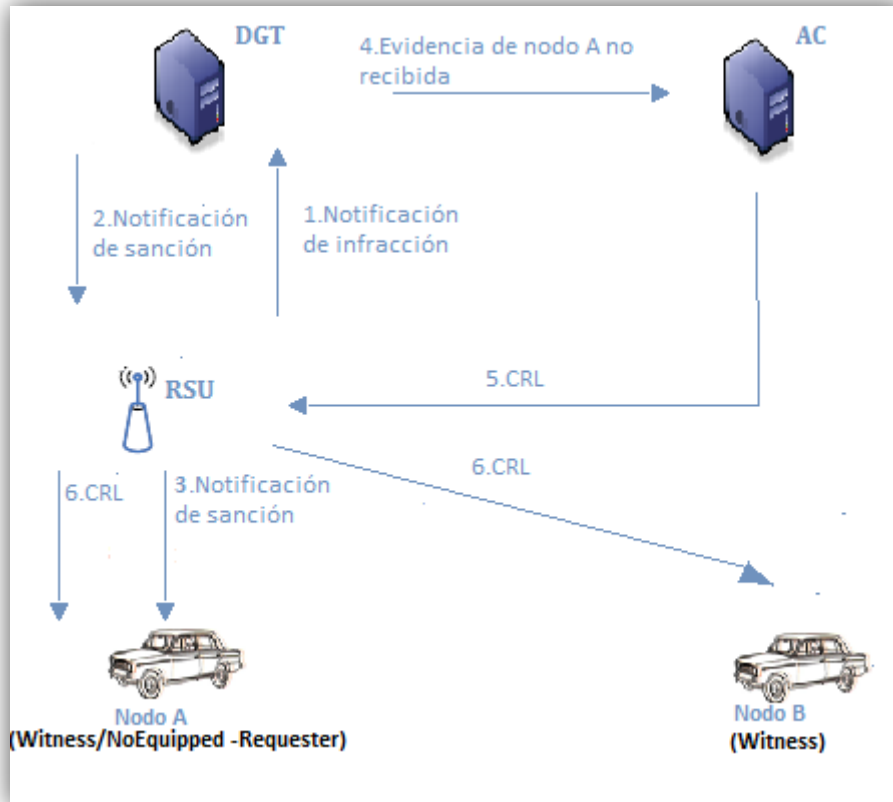 DGT
4.Evidencia de nodo A no
recibida
AC
2.Notificación
de sanción
1.Notificación
de infracción
RSU
5.CRL
6.CRL
3.Notificación
de sanción
6.CRL
Nodo A
(Witness/NoEquipped -Requester)
Nodo B
(Witness)